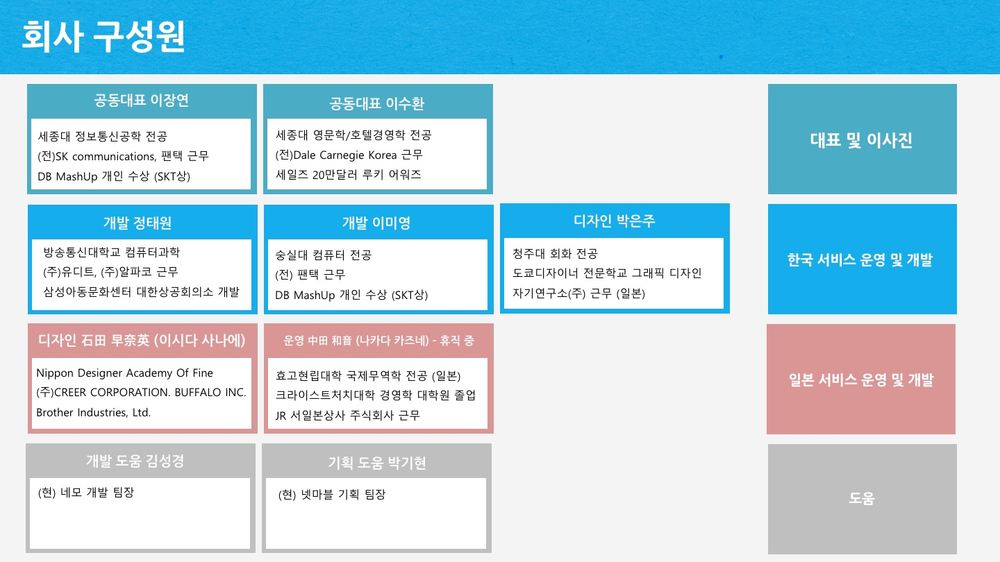 회사 구성원
공동대표 이장연
세종대 정보통신공학 전공
(전)SK communications, 팬택 근무
DB MashUp 개인 수상 (SKT상)
공동대표 이수환
세종대 영문학/호텔경영학 전공
(전)Dale Carnegie Korea 근무
세일즈 20만달러 루키 어워즈
대표 및 이사진
개발 정태원
방송통신대학교 컴퓨터과학
(주)유디트, (주)알파코 근무
삼성아동문화센터 대한상공회의소 개발
개발 이미영
숭실대 컴퓨터 전공
(전) 팬택 근무
DB MashUp 개인 수상 (SKT상)
디자인 박은주
청주대 회화 전공
도쿄디자이너 전문학교 그래픽 디자인
자기연구소(주) 근무 (일본)
한국 서비스 운영 및 개발
디자인 石田 早奈英 (이시다 사나에)
Nippon Designer Academy Of Fine
(주)CREER CORPORATION. BUFFALO INC.
Brother Industries, Ltd.
운영 中田 和音 (나카다 카즈네) - 휴직 중
효고현립대학 국제무역학 전공 (일본)
크라이스트처치대학 경영학 대학원 졸업
JR 서일본상사 주식회사 근무
일본 서비스 운영 및 개발
개발 도움 김성경
(현) 네모 개발 팀장
기획 도움 박기현
(현) 넷마블 기획 팀장
도움